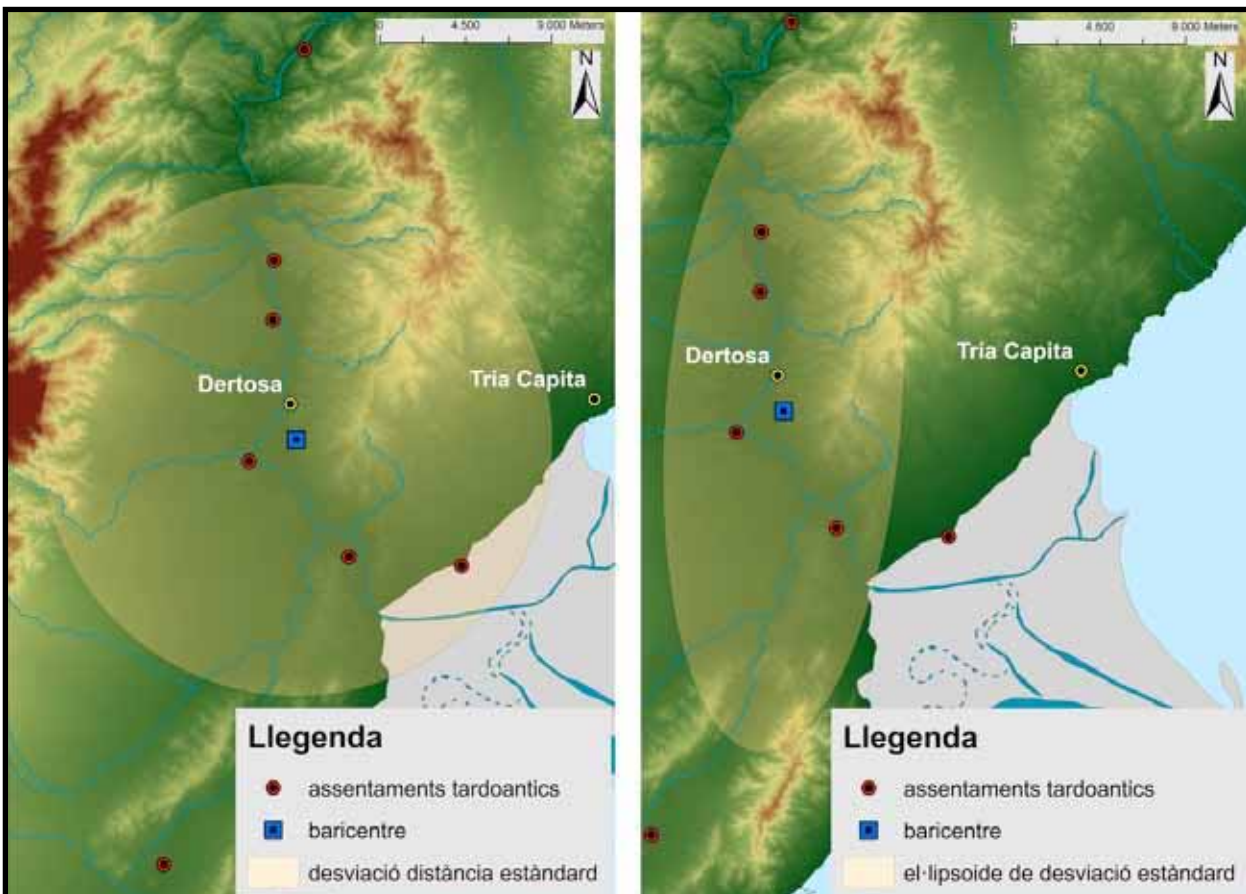 0 4.500 9.000 Meters
N
Dertosa
Tria Capita
Llegenda
assentaments tardoantics
baricentre
desviació distància estàndard
0 4.500 9.000 Meters
N
Dertosa
Tria Capita
Llegenda
assentaments tardoantics
baricentre
el·lipsoide de desviació estàndard